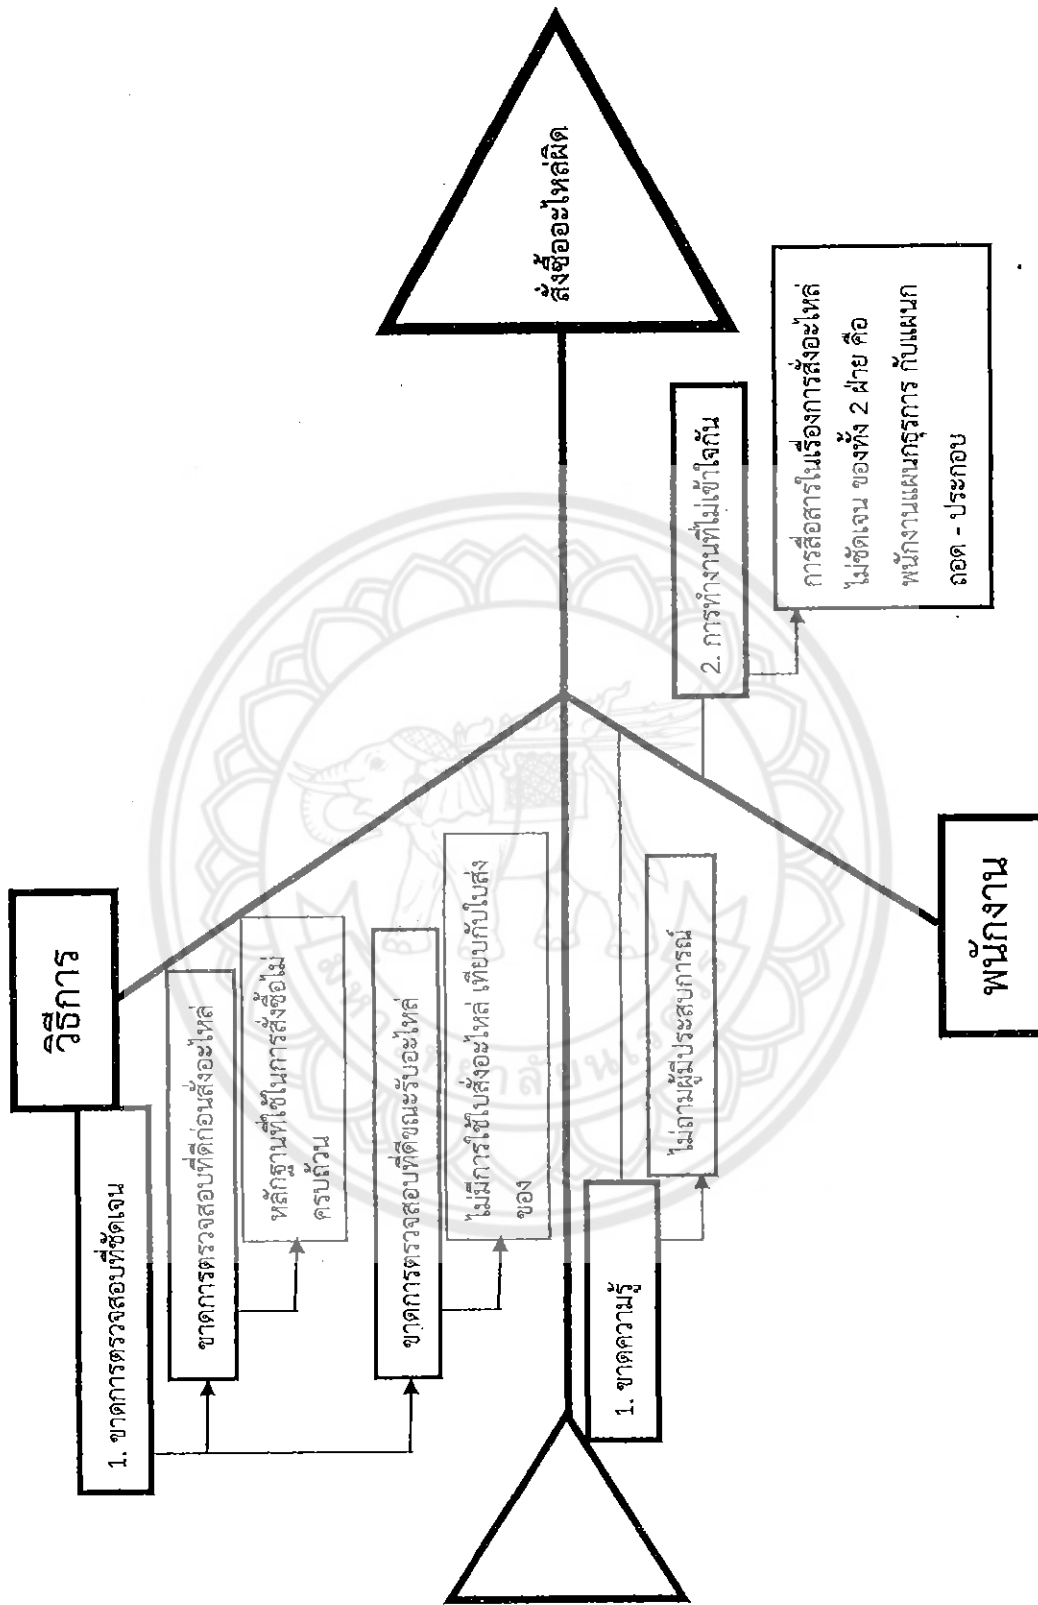 วิธีการ
1. ขาดการตรวจสอบที่ชัดเจน
ขาดการตรวจสอบที่ดีก่อนสั่งอะไหล่
หลักฐานที่ใช้ในการสั่งซื้อไม่
ครบถ้วน
ขาดการตรวจสอบที่ดีขณะรับอะไหล่
ไม่มีการใช้ใบสั่งอะไหล่ เทียบกับใบส่ง
ของ
สั่งซื้ออะไหล่ผิด
1. ขาดความรู้
ไม่ถามผู้มีประสบการณ์
2. การทำงานที่ไม่เข้าใจกัน
การสื่อสารในเรื่องการสั่งอะไหล่
ไม่ชัดเจน ของทั้ง 2 ฝ่าย คือ
พนักงานแผนกธุรการ กับแผนก
ถอด - ประกอบ
พนักงาน